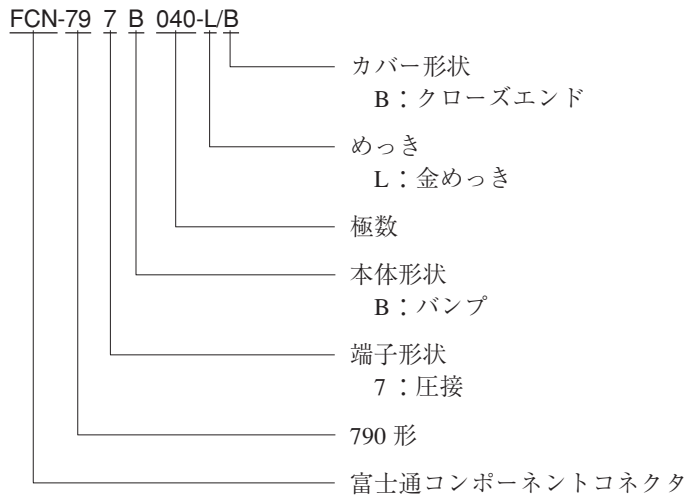 FCN-79 7 B 040-L/B
カバー形状
B：クローズエンド
めっき
L：金めっき
極数
本体形状
B：バンプ
端子形状
7：圧接
790 形
富士通コンポーネントコネクタ